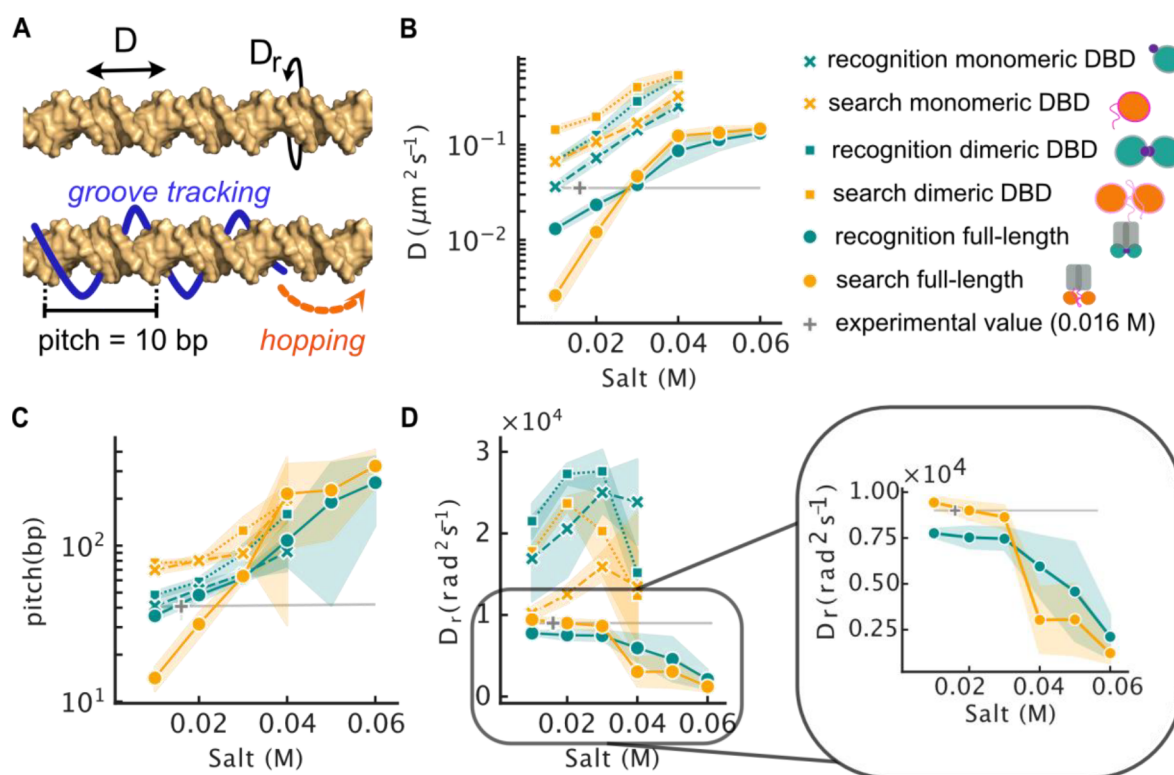 A
D
Dr
groove tracking
pitch = 10 bp
hopping
B
D (μm² s⁻¹)
10⁻¹
10⁻²
0.02 0.04 0.06
Salt (M)
recognition monomeric DBD
search monomeric DBD
recognition dimeric DBD
search dimeric DBD
recognition full-length
search full-length
experimental value (0.016 M)
C
pitch(bp)
10²
10¹
0.02 0.04 0.06
Salt (M)
D
×10⁴
Dr(rad² s⁻¹)
3
2
1
0
0.02 0.04 0.06
Salt (M)
×10⁴
Dr(rad² s⁻¹)
1.00
0.75
0.50
0.25
0.02 0.04 0.06
Salt (M)